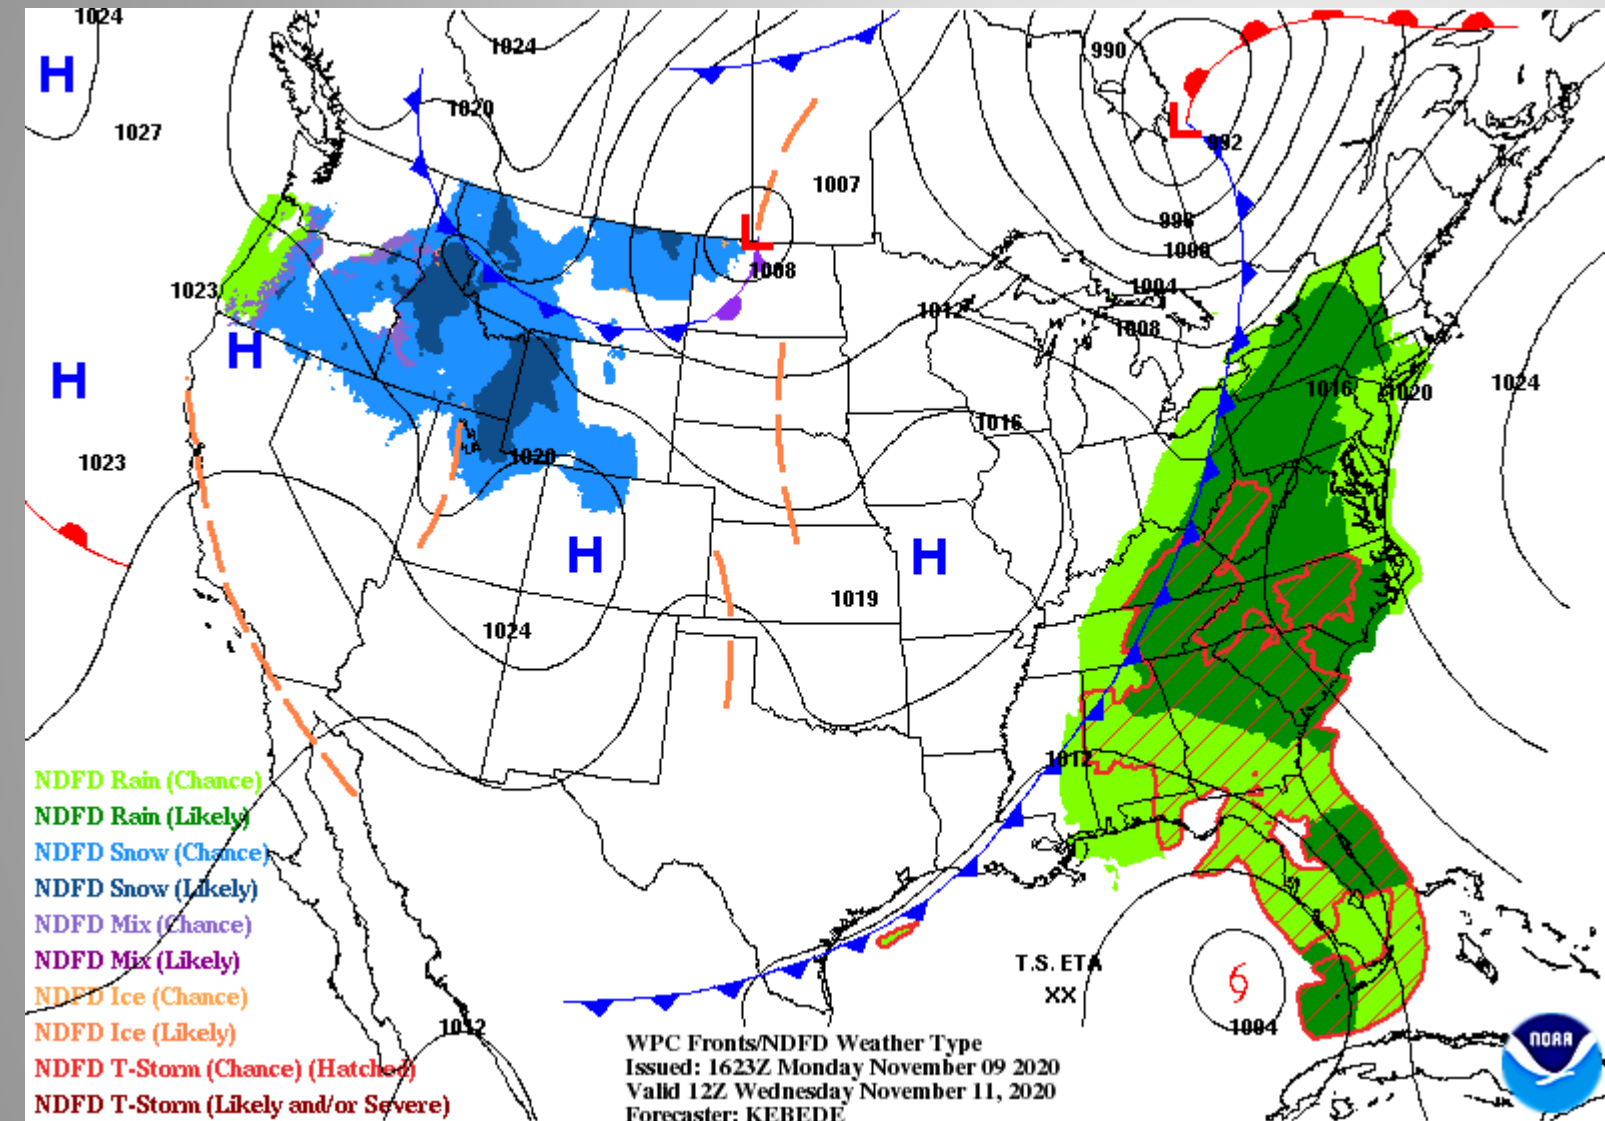 1024
1024
990
H
1020
1027
L
992
1007
996
1000
L
1008
1004
1023
1012
1008
H
H
1016
1020
1024
1016
1023
1020
H
H
1019
1024
1012
NDFD Rain (Chance)
NDFD Rain (Likely)
NDFD Snow (Chance)
NDFD Snow (Likely)
NDFD Mix (Chance)
NDFD Mix (Likely)
NDFD Ice (Chance)
NDFD Ice (Likely)
NDFD T-Storm (Chance) (Hatched)
NDFD T-Storm (Likely and/or Severe)
T.S. ETA
XX
1004
1012
WPC Fronts/NDFD Weather Type
Issued: 1623Z Monday November 09 2020
Valid 12Z Wednesday November 11, 2020
Forecaster: KEBEDE
NOAA